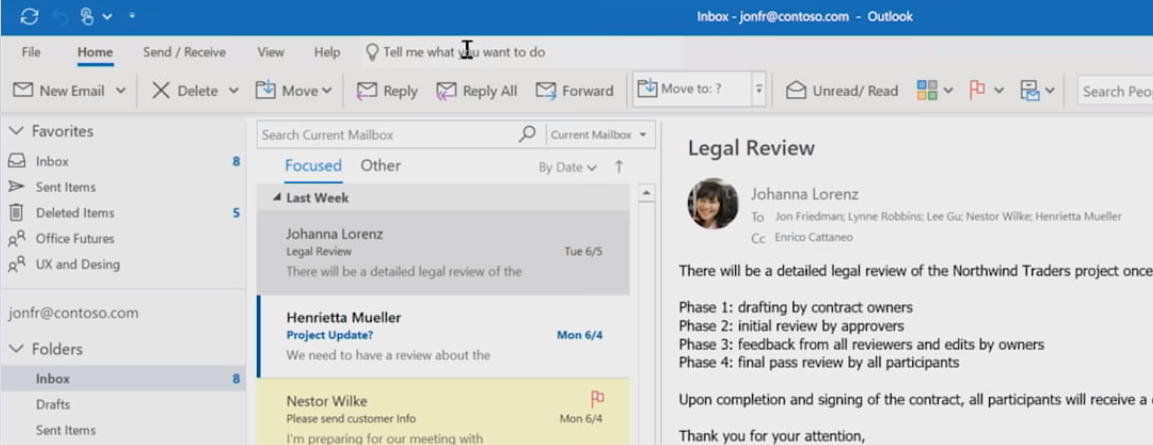 Inbox - jonfr@contoso.com - Outlook
File Home Send / Receive View Help Tell me what you want to do
New Email Delete Move Reply Reply All Forward Move to: ? Unread/ Read Search Peo
Favorites
Inbox 8
Sent Items
Deleted Items 5
Office Futures
UX and Desing
jonfr@contoso.com
Folders
Inbox 8
Drafts
Sent Items
Search Current Mailbox Current Mailbox
Focused Other By Date
Last Week
Johanna Lorenz
Legal Review Tue 6/5
There will be a detailed legal review of the
Henrietta Mueller
Project Update? Mon 6/4
We need to have a review about the
Nestor Wilke
Please send customer Info Mon 6/4
I'm preparing for our meeting with
Legal Review
Johanna Lorenz
To Jon Friedman; Lynne Robbins; Lee Gu; Nestor Wilke; Henrietta Mueller
Cc Enrico Cattaneo
There will be a detailed legal review of the Northwind Traders project once
Phase 1: drafting by contract owners
Phase 2: initial review by approvers
Phase 3: feedback from all reviewers and edits by owners
Phase 4: final pass review by all participants
Upon completion and signing of the contract, all participants will receive a
Thank you for your attention,